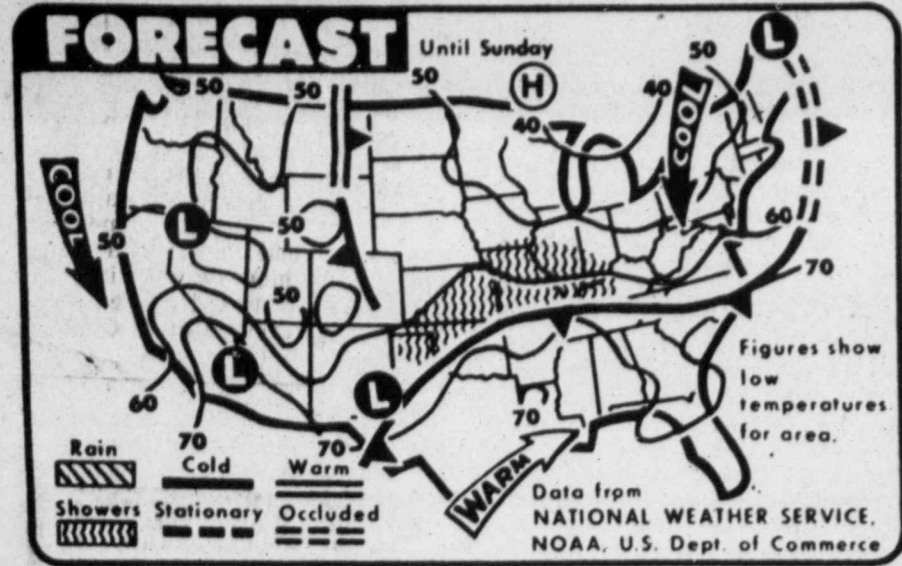 FORECAST
Until Sunday
50
50
50
50
H
40
40
50
L
COOL
COOL
L
50
50
50
60
70
L
L
60
70
70
70
WARM
Figures show
low
temperatures
for area.
Rain
Cold
Warm
Showers
Stationary
Occluded
Data from
NATIONAL WEATHER SERVICE,
NOAA, U.S. Dept. of Commerce